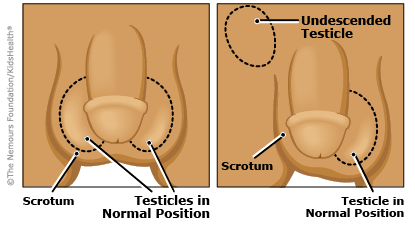 ©The Nemours Foundation/KidsHealth®
Scrotum
Testicles in
Normal Position
Undescended
Testicle
Scrotum
Testicle in
Normal Position